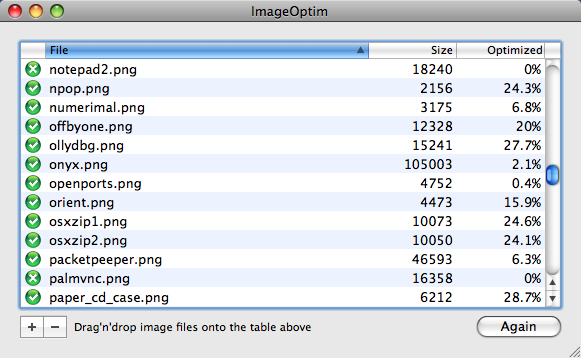 ImageOptim
File Size Optimized
notepad2.png 18240 0%
npop.png 2156 24.3%
numerimal.png 3175 6.8%
offbyone.png 12328 20%
ollydbg.png 15241 27.7%
onyx.png 105003 2.1%
openports.png 4752 0.4%
orient.png 4473 15.9%
osxzip1.png 10073 24.6%
osxzip2.png 10050 24.1%
packetpeeper.png 46593 6.3%
palmvnc.png 16358 0%
paper_cd_case.png 6212 28.7%
+ − Drag'n'drop image files onto the table above Again